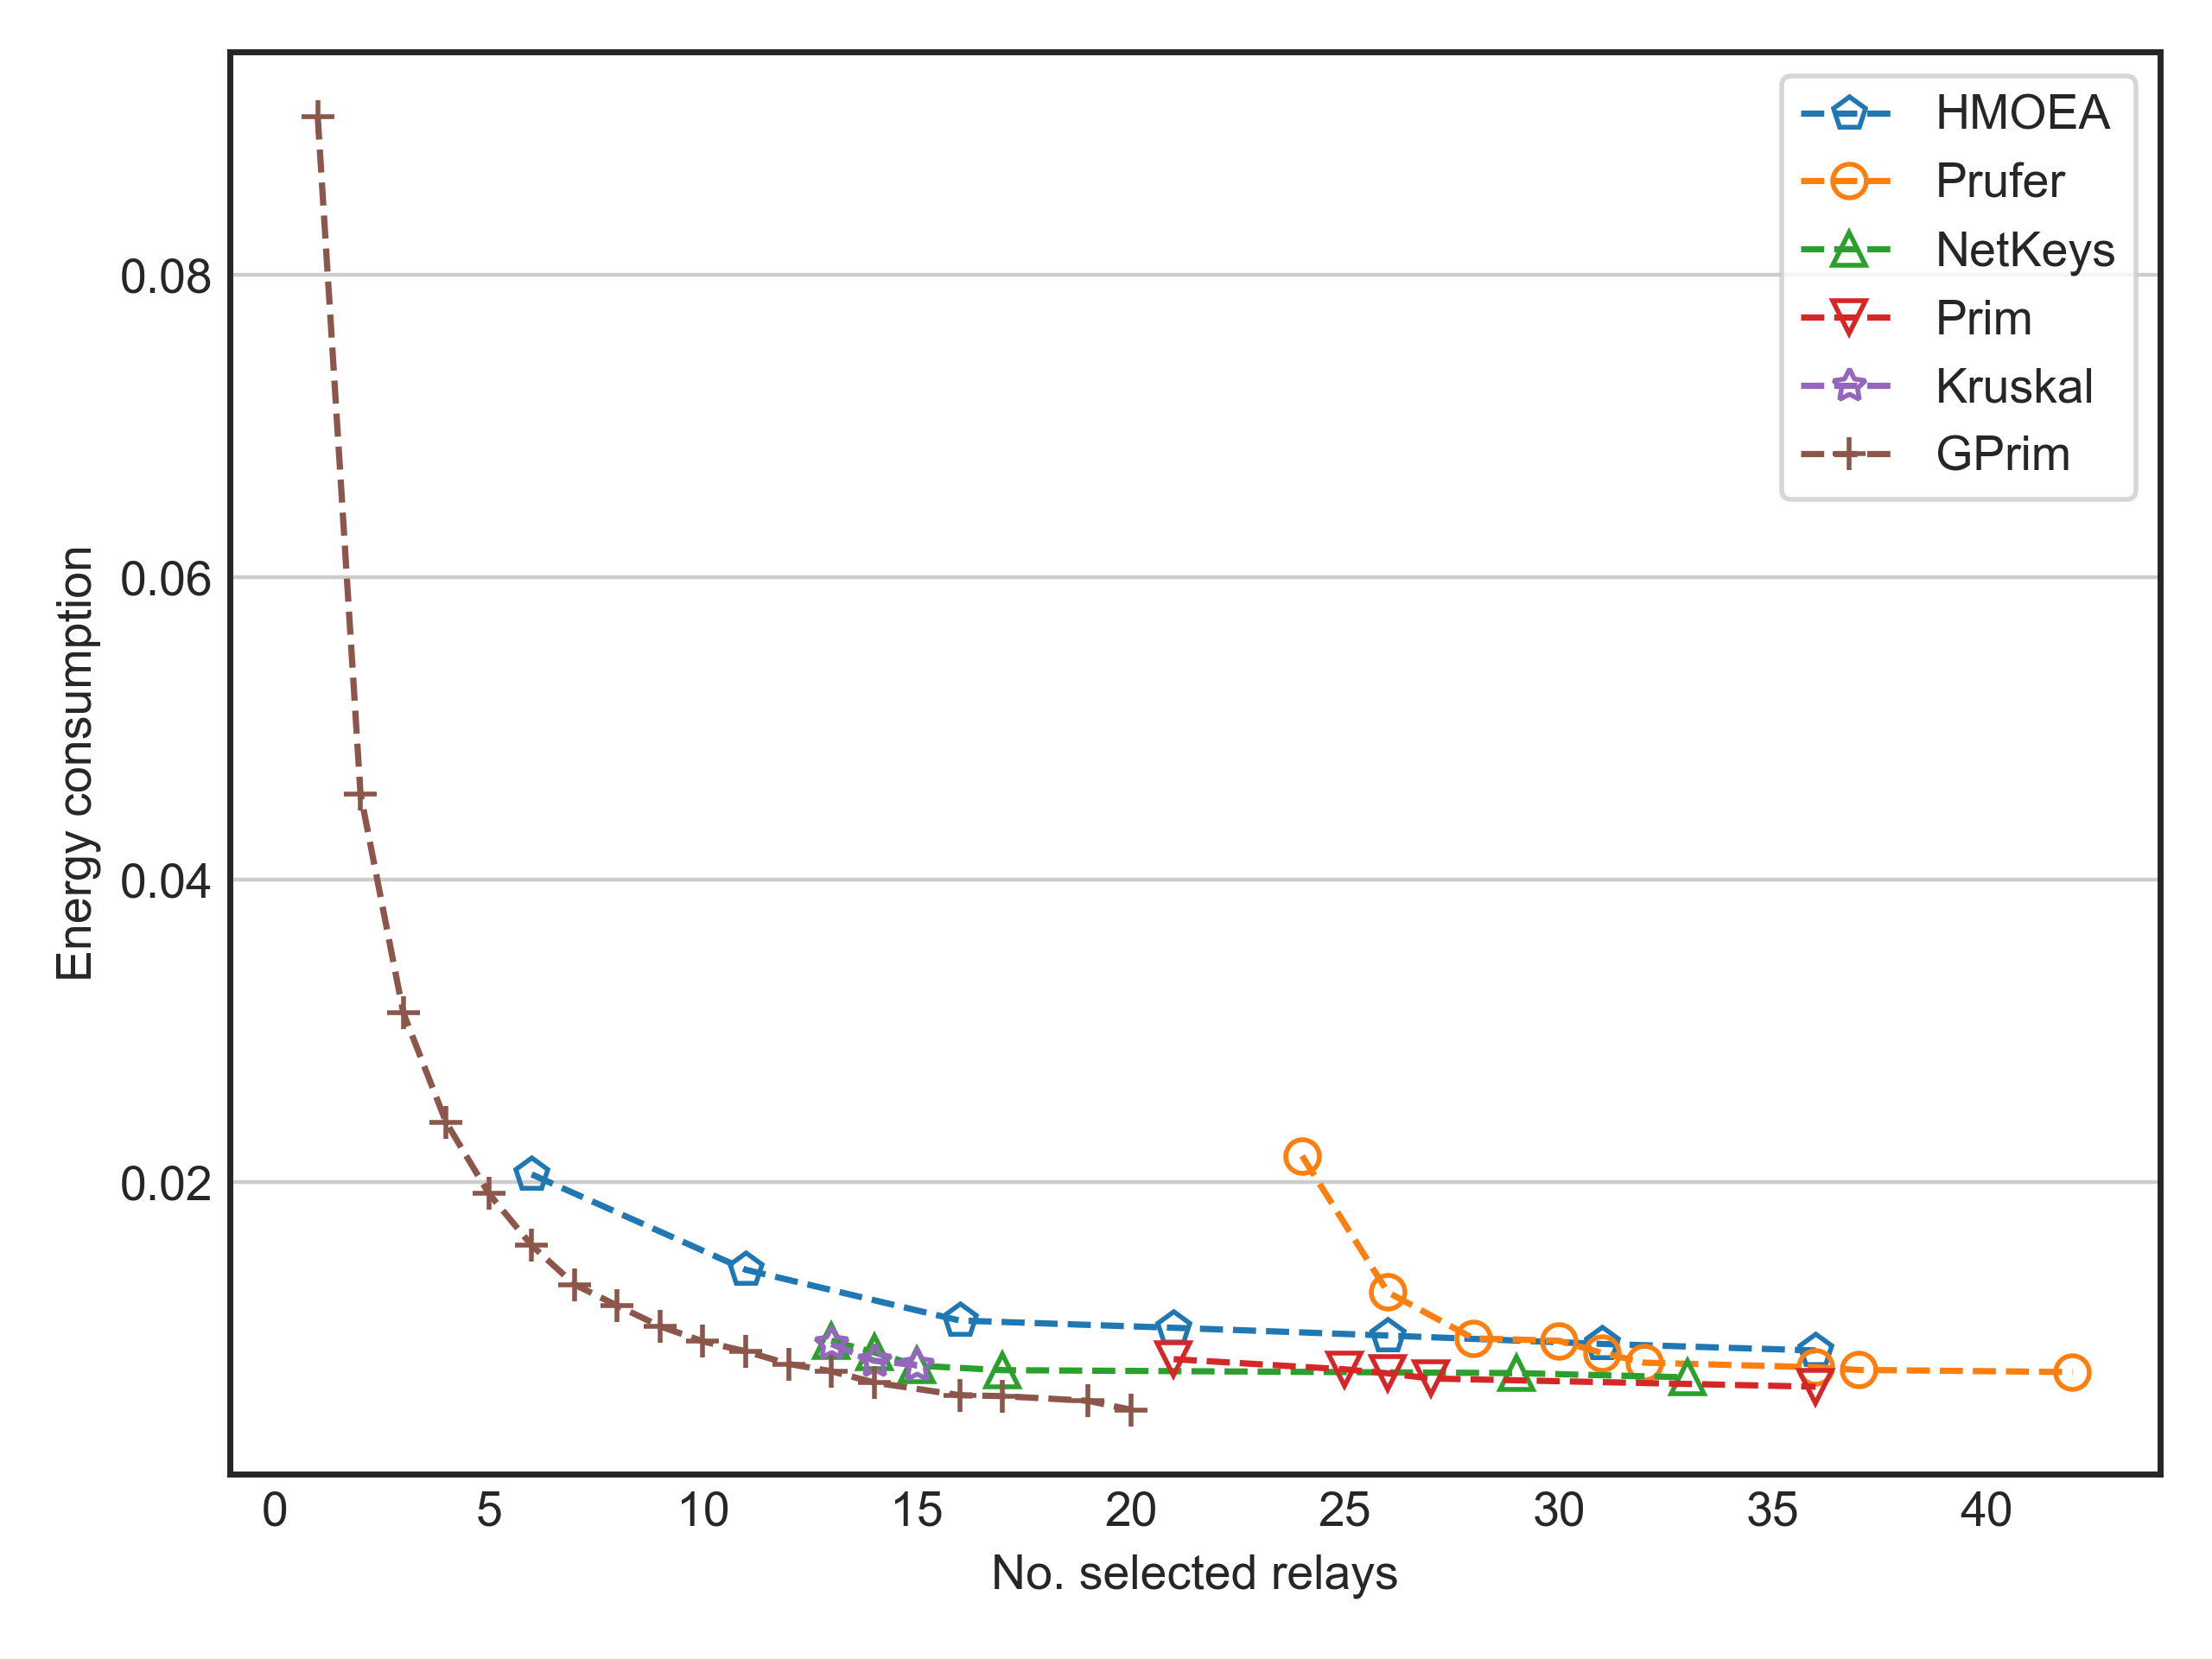 HMOEA
Prufer
NetKeys
Prim
Kruskal
GPrim
Energy consumption
0.08
0.06
0.04
0.02
0 5 10 15 20 25 30 35 40
No. selected relays